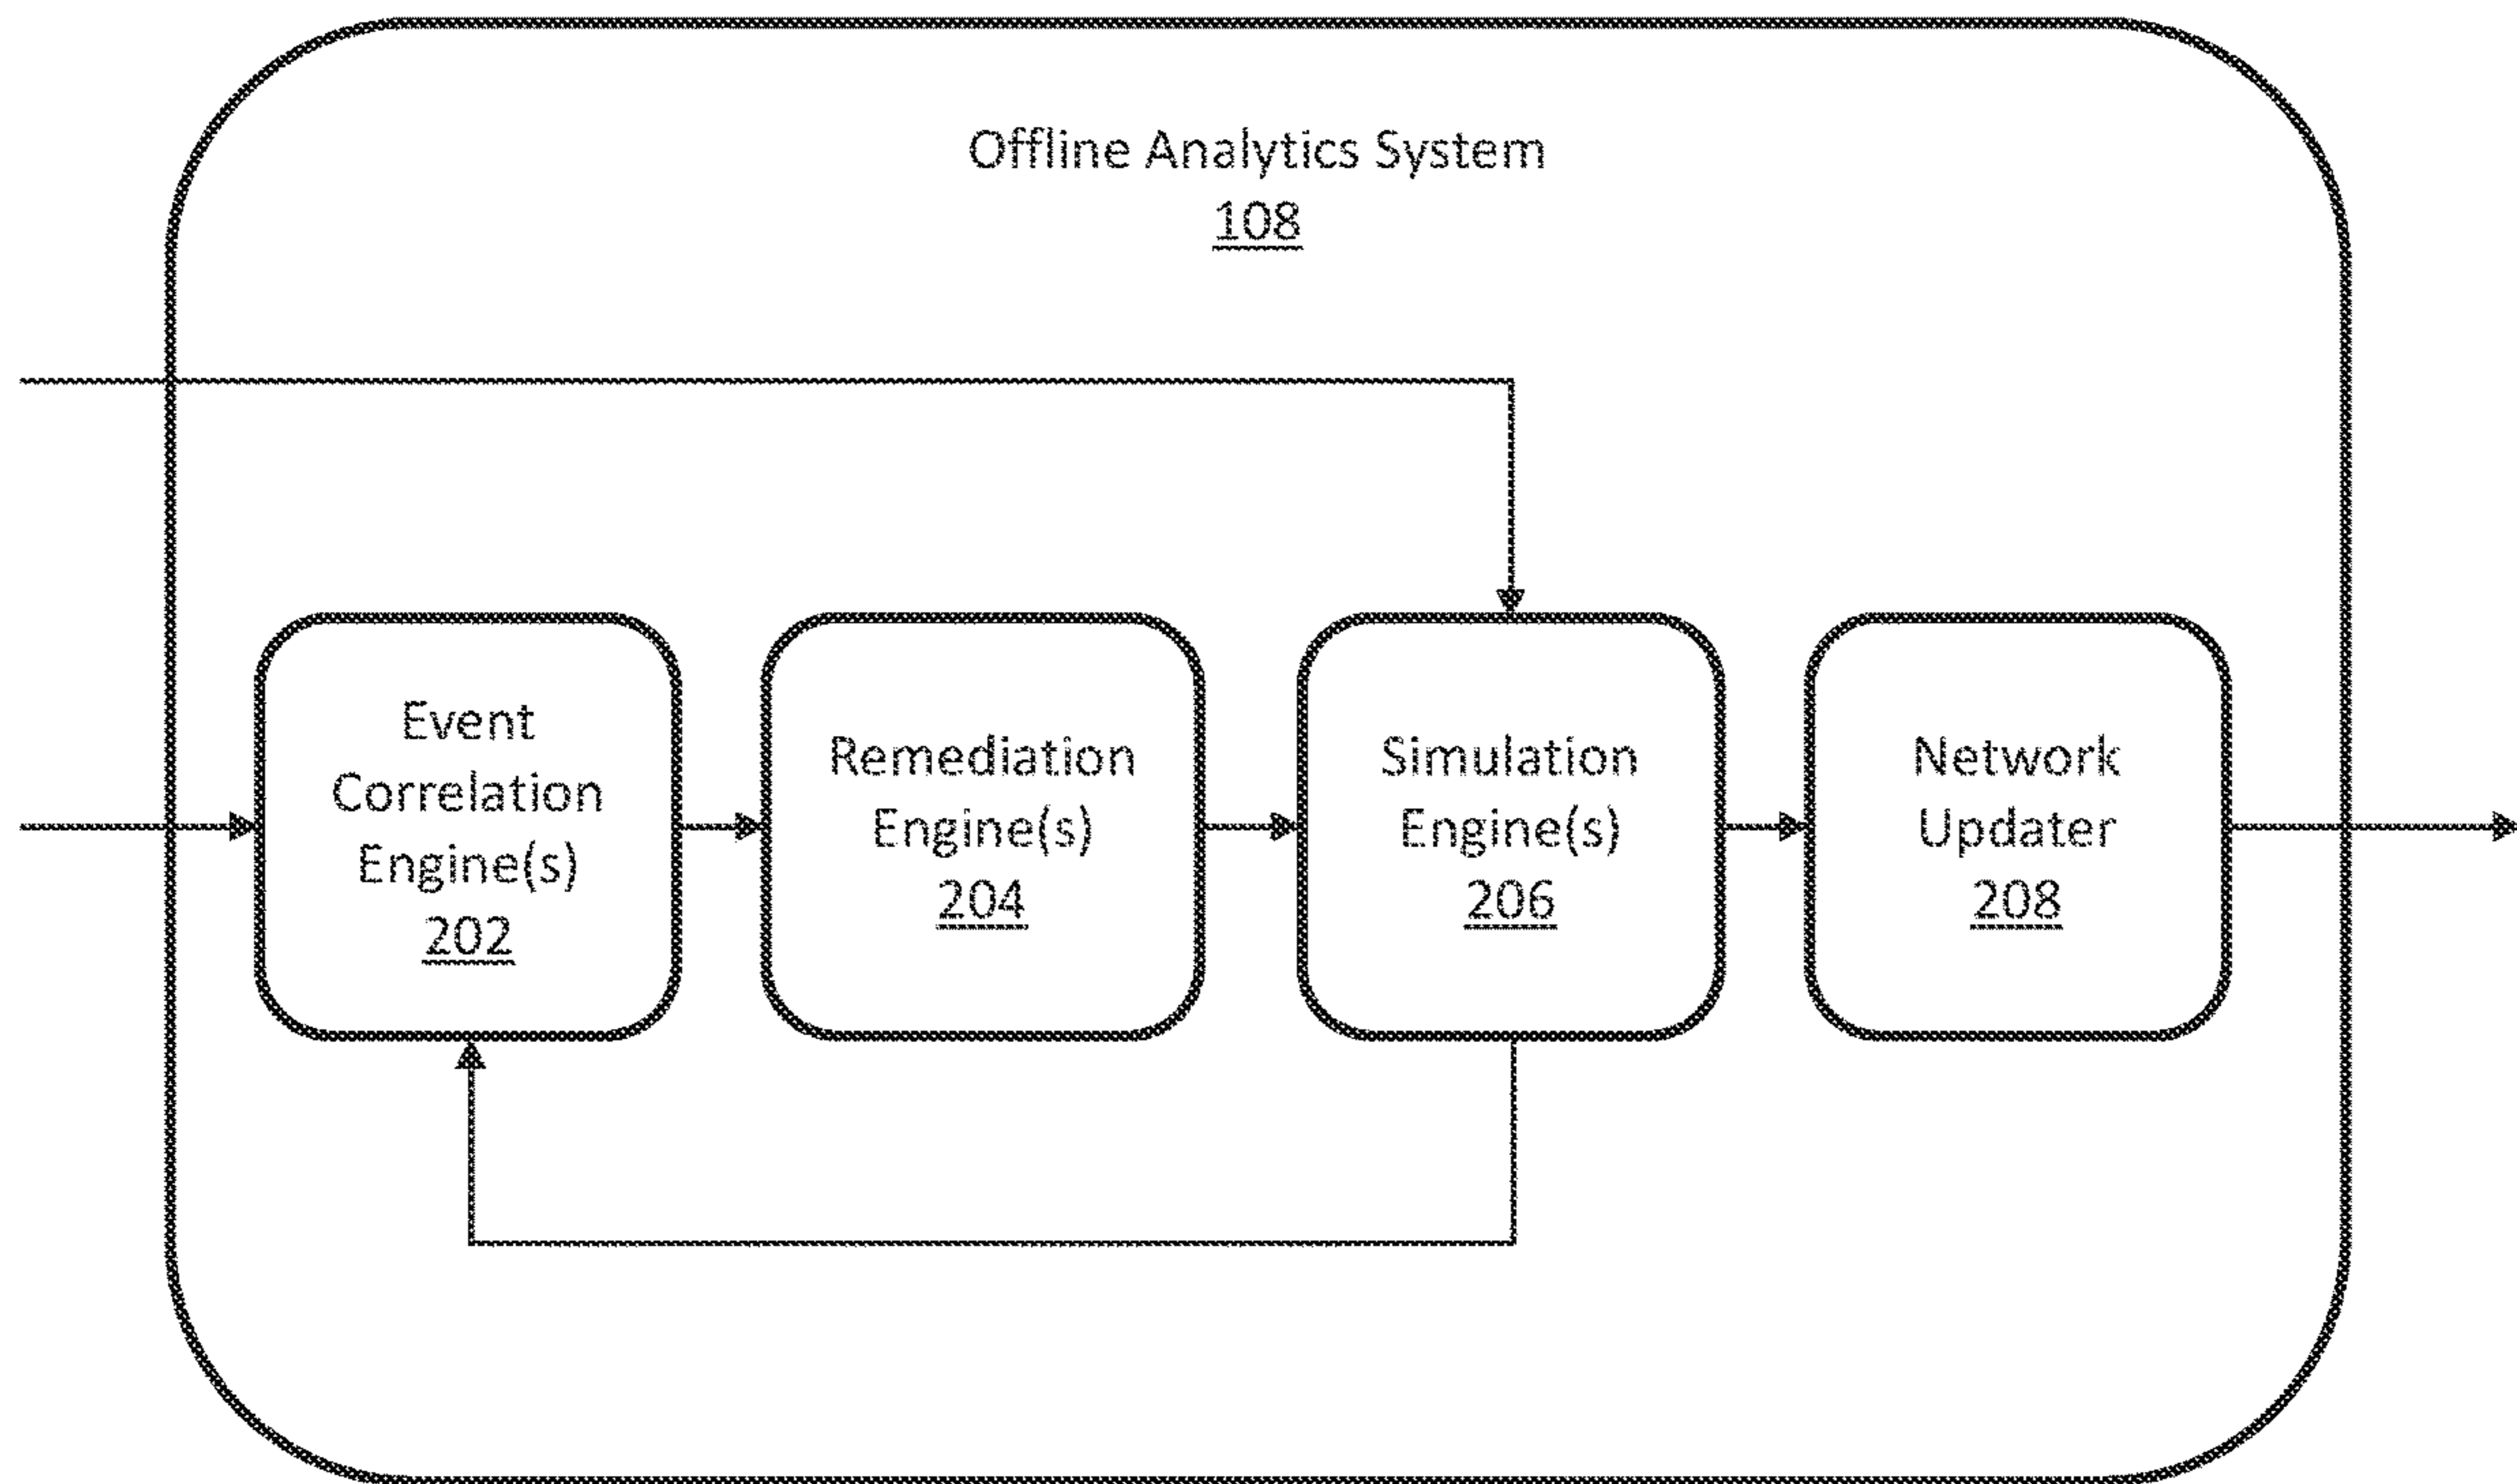 Offline Analytics System
108
Event
Correlation
Engine(s)
202
Remediation
Engine(s)
204
Simulation
Engine(s)
206
Network
Updater
208